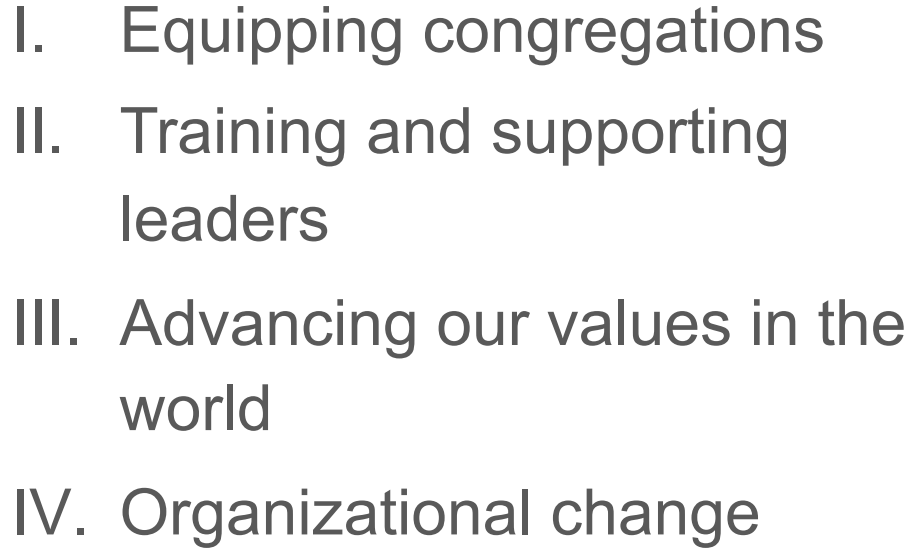 I. Equipping congregations
II. Training and supporting
leaders
III. Advancing our values in the
world
IV. Organizational change